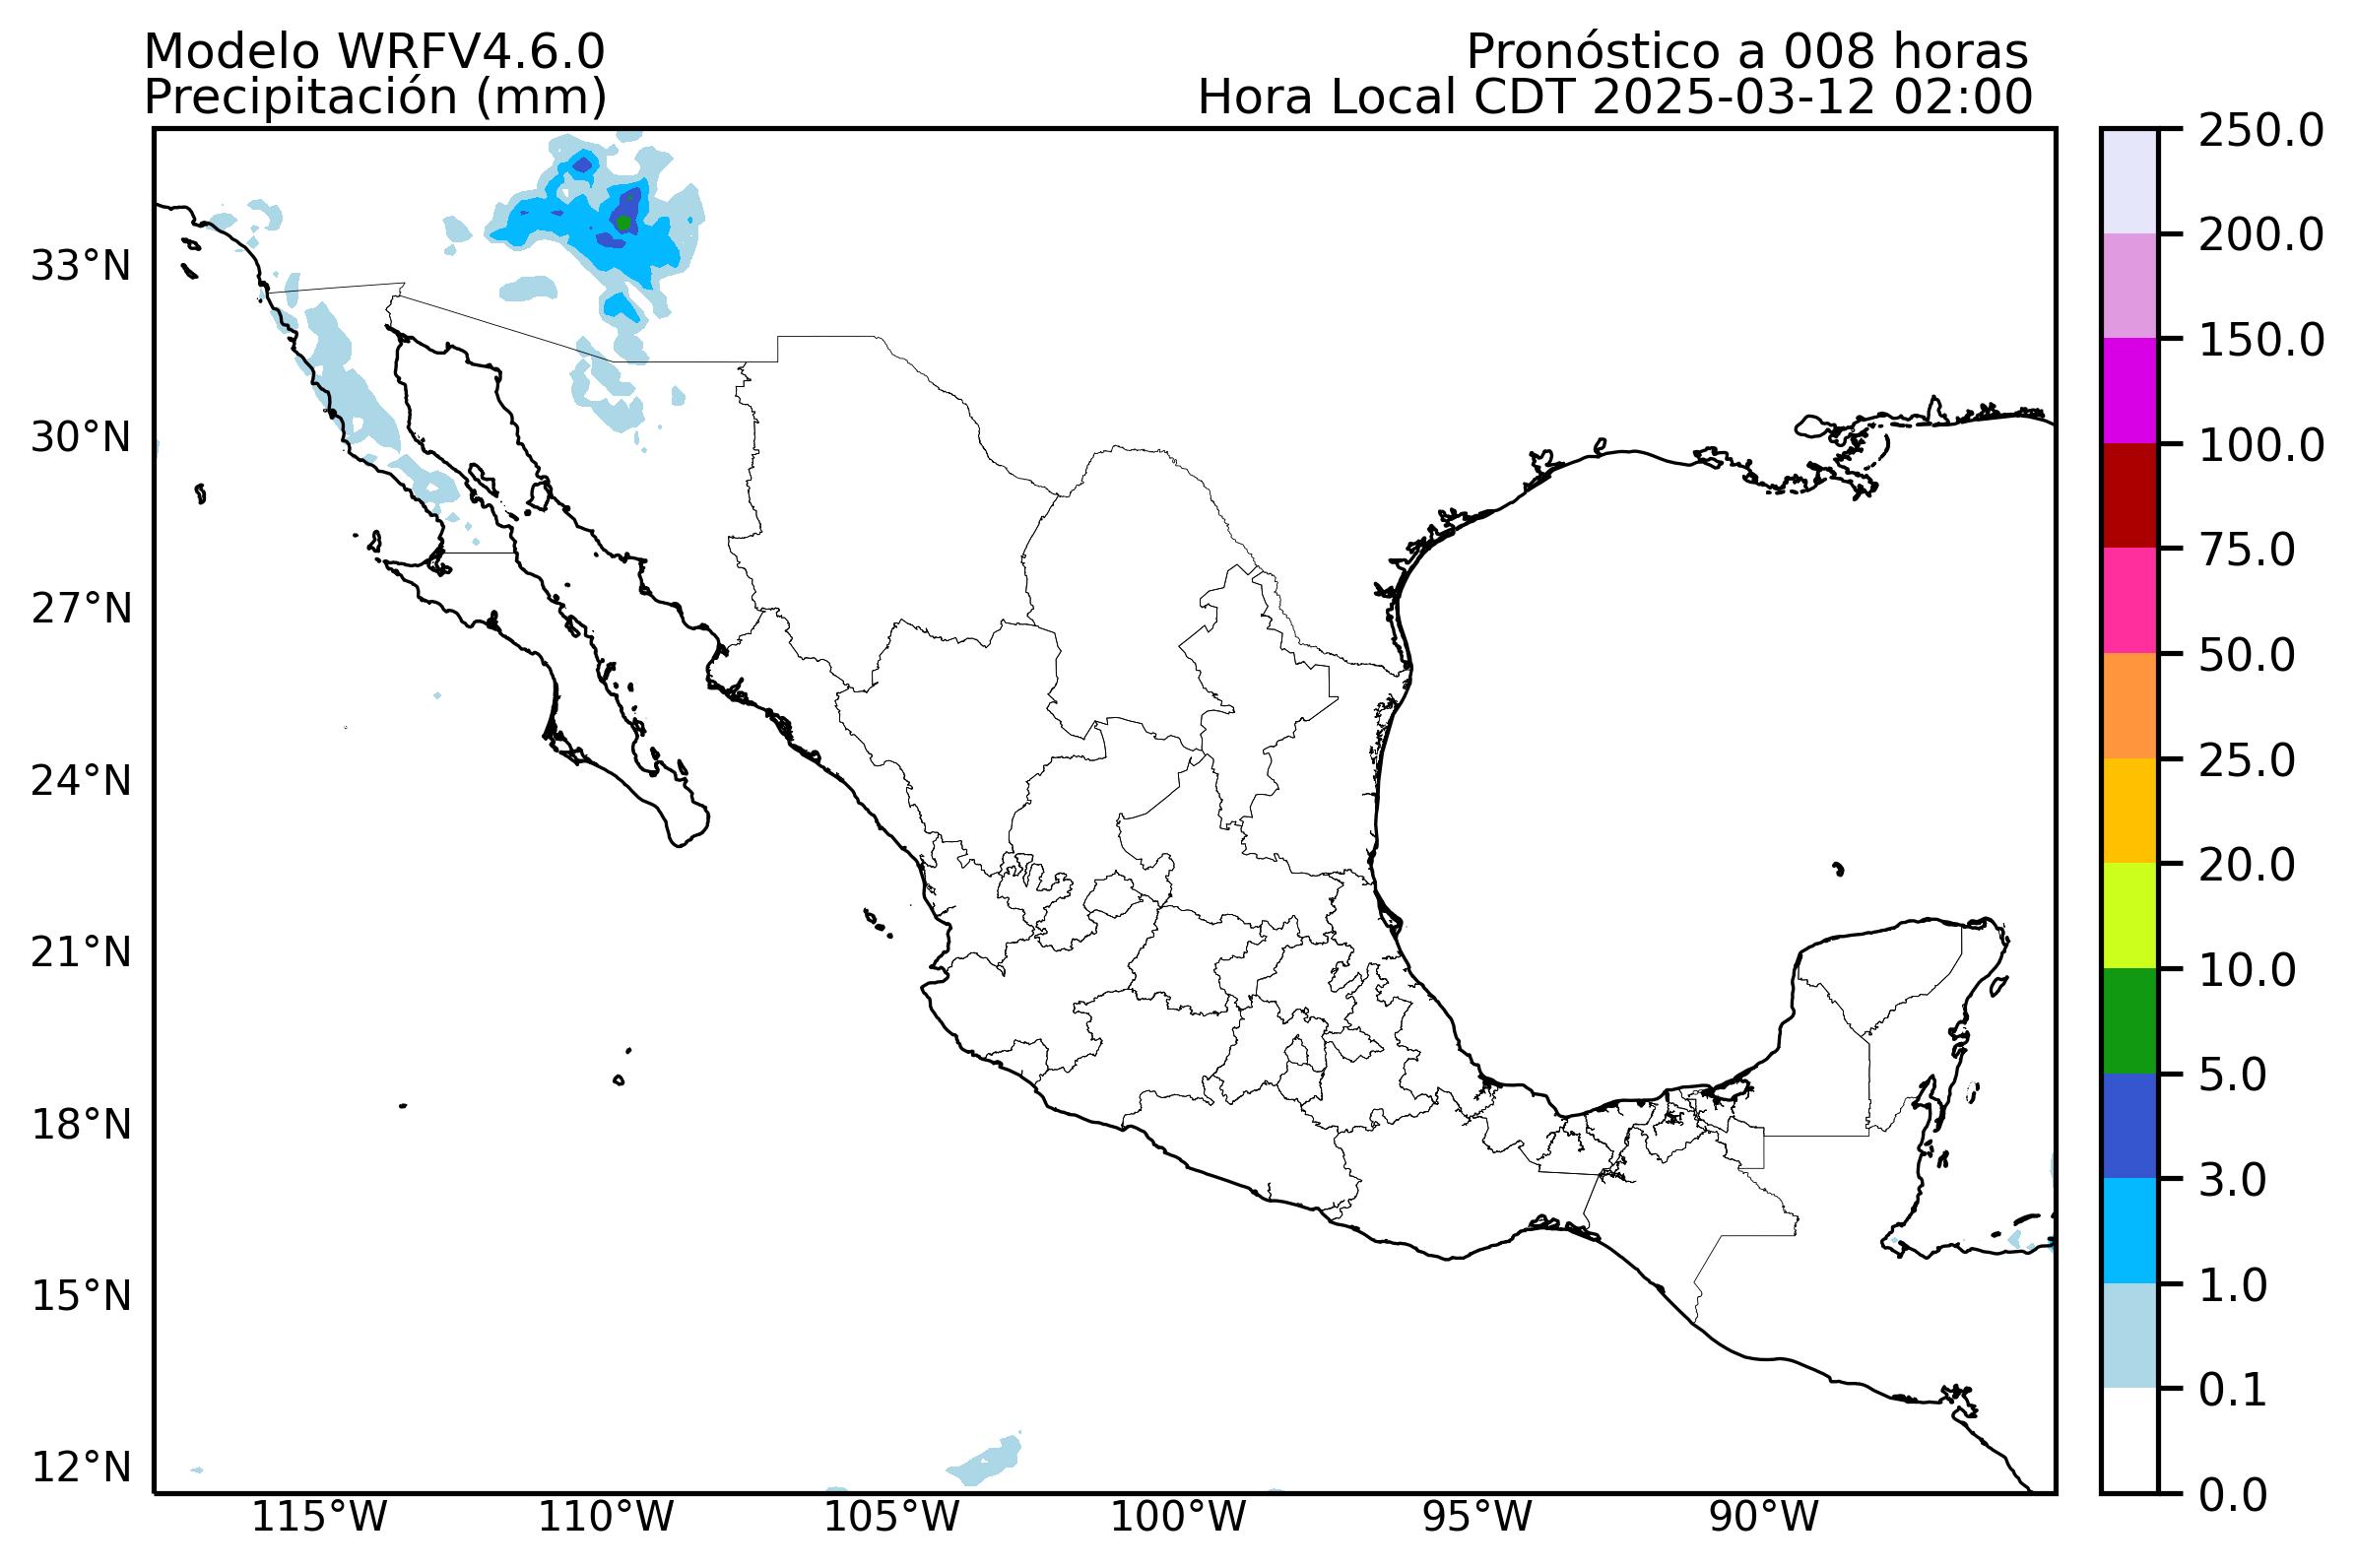 Modelo WRFV4.6.0
Precipitación (mm)
Pronóstico a 008 horas
Hora Local CDT 2025-03-12 02:00
33°N
30°N
27°N
24°N
21°N
18°N
15°N
12°N
115°W
110°W
105°W
100°W
95°W
90°W
250.0
200.0
150.0
100.0
75.0
50.0
25.0
20.0
10.0
5.0
3.0
1.0
0.1
0.0